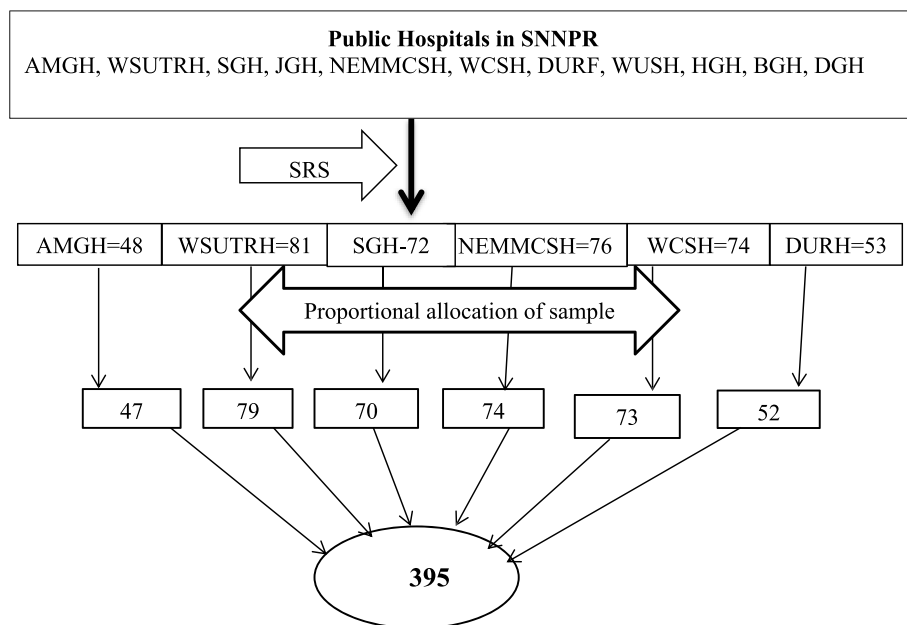 Public Hospitals in SNNPR
AMGH, WSUTRH, SGH, JGH, NEMMCSH, WCSH, DURF, WUSH, HGH, BGH, DGH
SRS
AMGH=48
WSUTRH=81
SGH-72
NEMMCSH=76
WCSH=74
DURH=53
Proportional allocation of sample
47
79
70
74
73
52
395